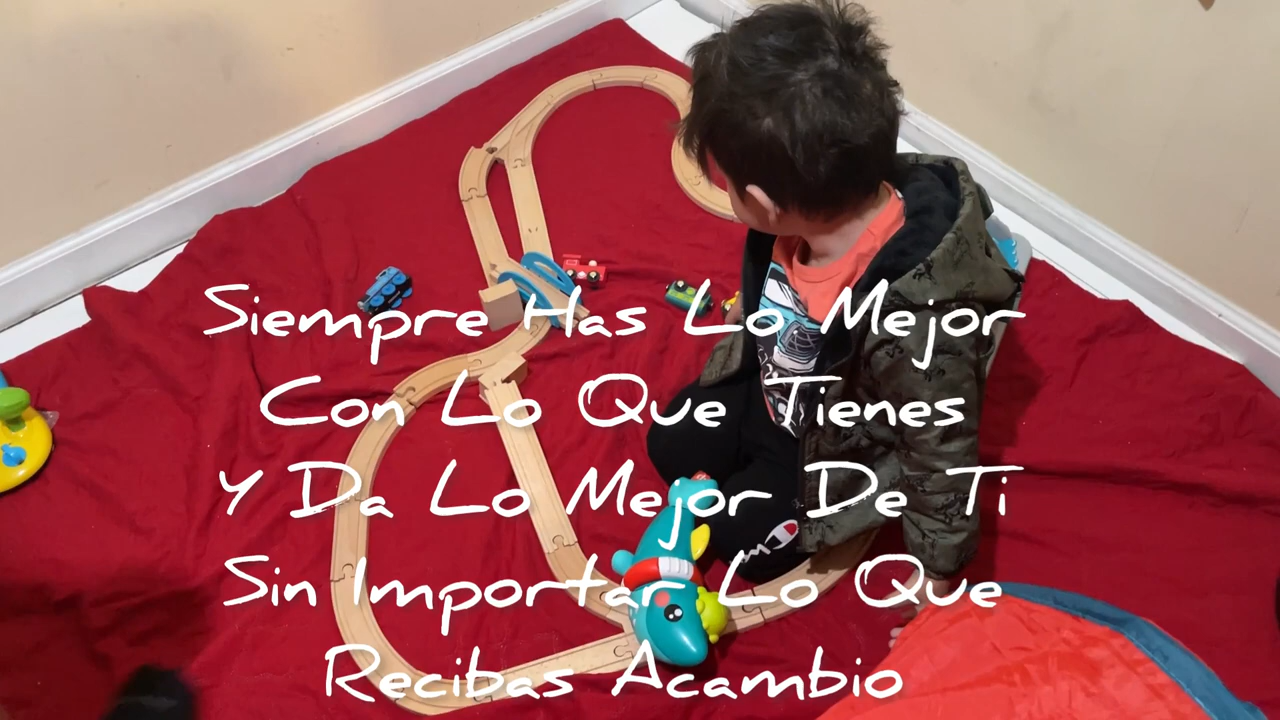 Siempre Has Lo Mejor
Con Lo Que Tienes
Y Da Lo Mejor De Ti
Sin Importar Lo Que
Recibas Acambio